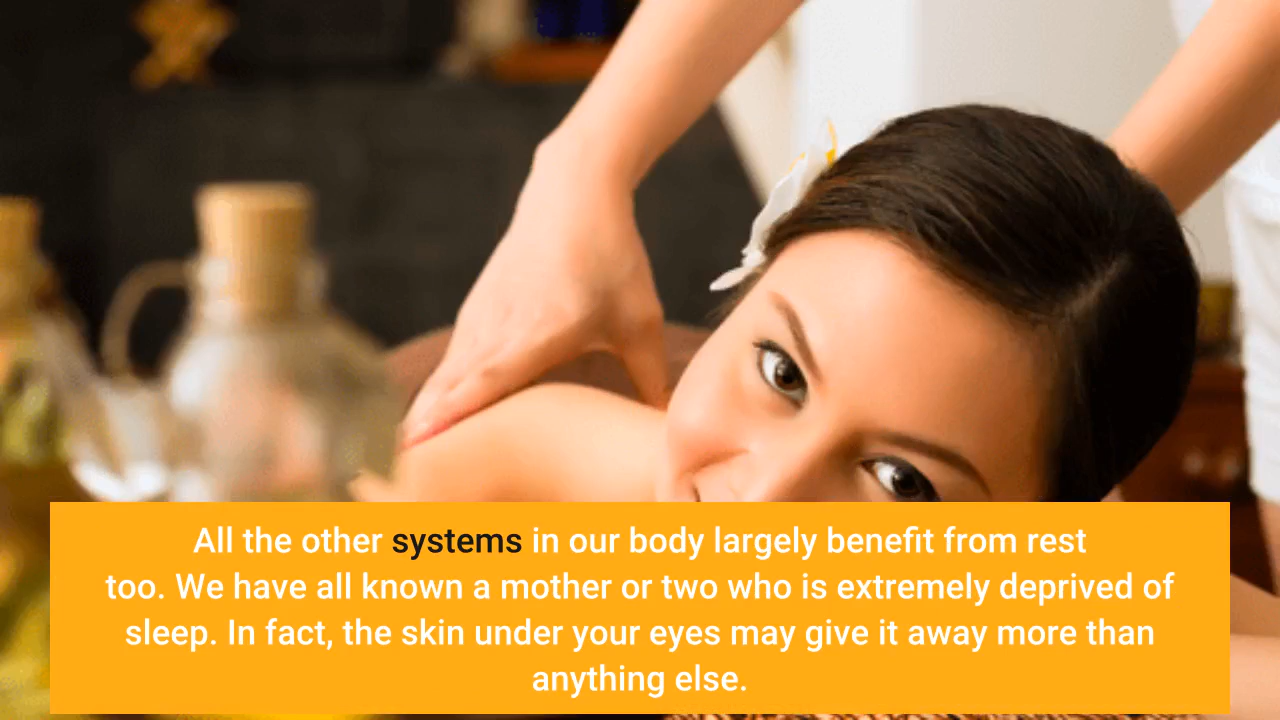 All the other systems in our body largely benefit from rest
too. We have all known a mother or two who is extremely deprived of
sleep. In fact, the skin under your eyes may give it away more than
anything else.